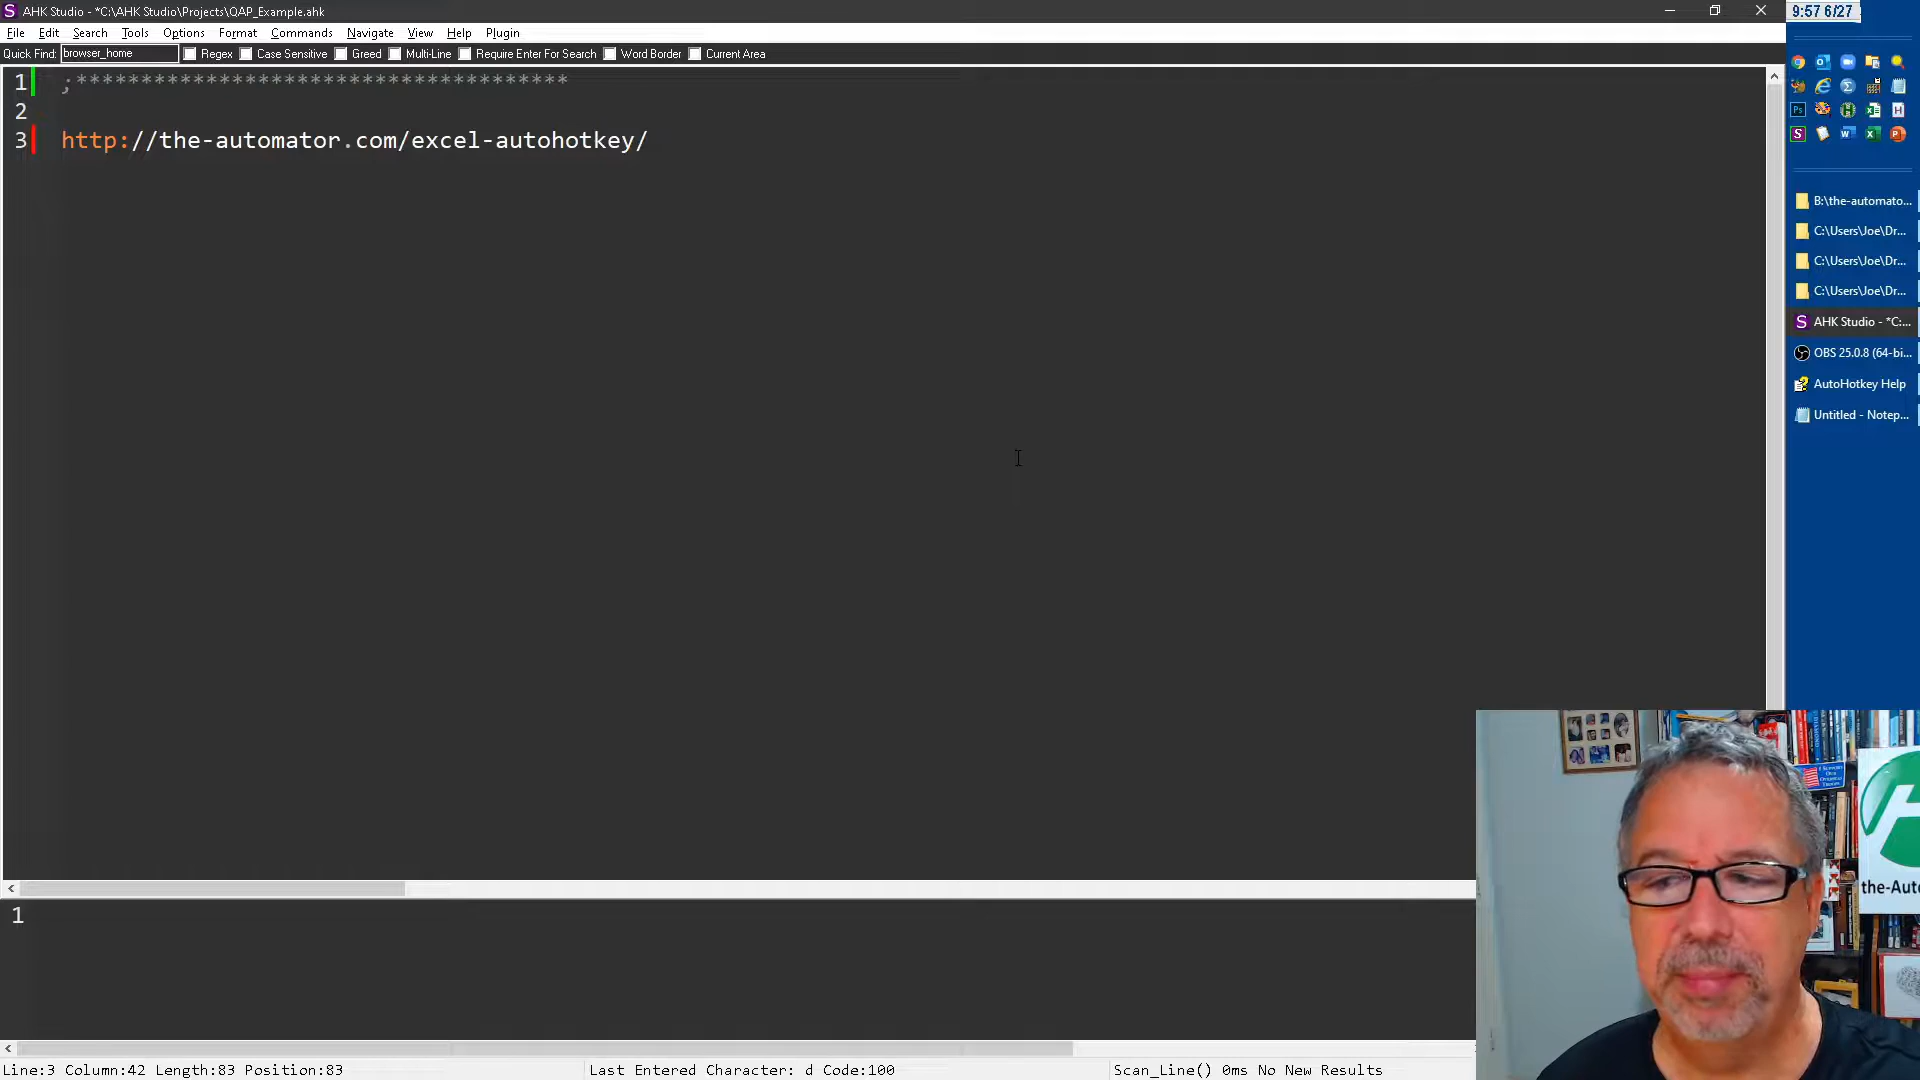 AHK Studio - *C:\AHK Studio\Projects\QAP_Example.ahk
9:57 6/27
File Edit Search Tools Options Format Commands Navigate View Help Plugin
Quick Find: browser_home Regex Case Sensitive Greed Multi-Line Require Enter For Search Word Border Current Area
1 ;**************************************
2
3 http://the-automator.com/excel-autohotkey/
B:\the-automato...
C:\Users\Joe\Dr...
C:\Users\Joe\Dr...
C:\Users\Joe\Dr...
AHK Studio - *C:...
OBS 25.0.8 (64-bi...
AutoHotkey Help
Untitled - Notep...
the-Auto
1
Line:3 Column:42 Length:83 Position:83
Last Entered Character: d Code:100
Scan_Line() 0ms No New Results